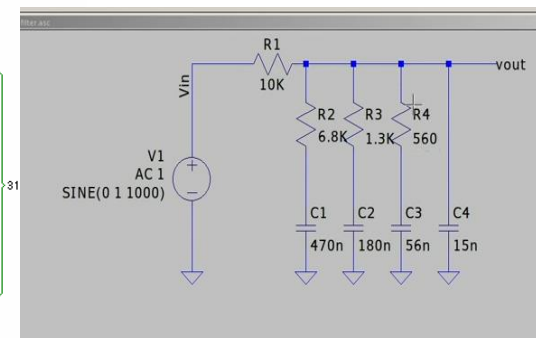 filter.asc
R1
10K
vout
Vin
R2
6.8K
R3
1.3K
R4
560
V1
AC 1
SINE(0 1 1000)
31
C1
470n
C2
180n
C3
56n
C4
15n